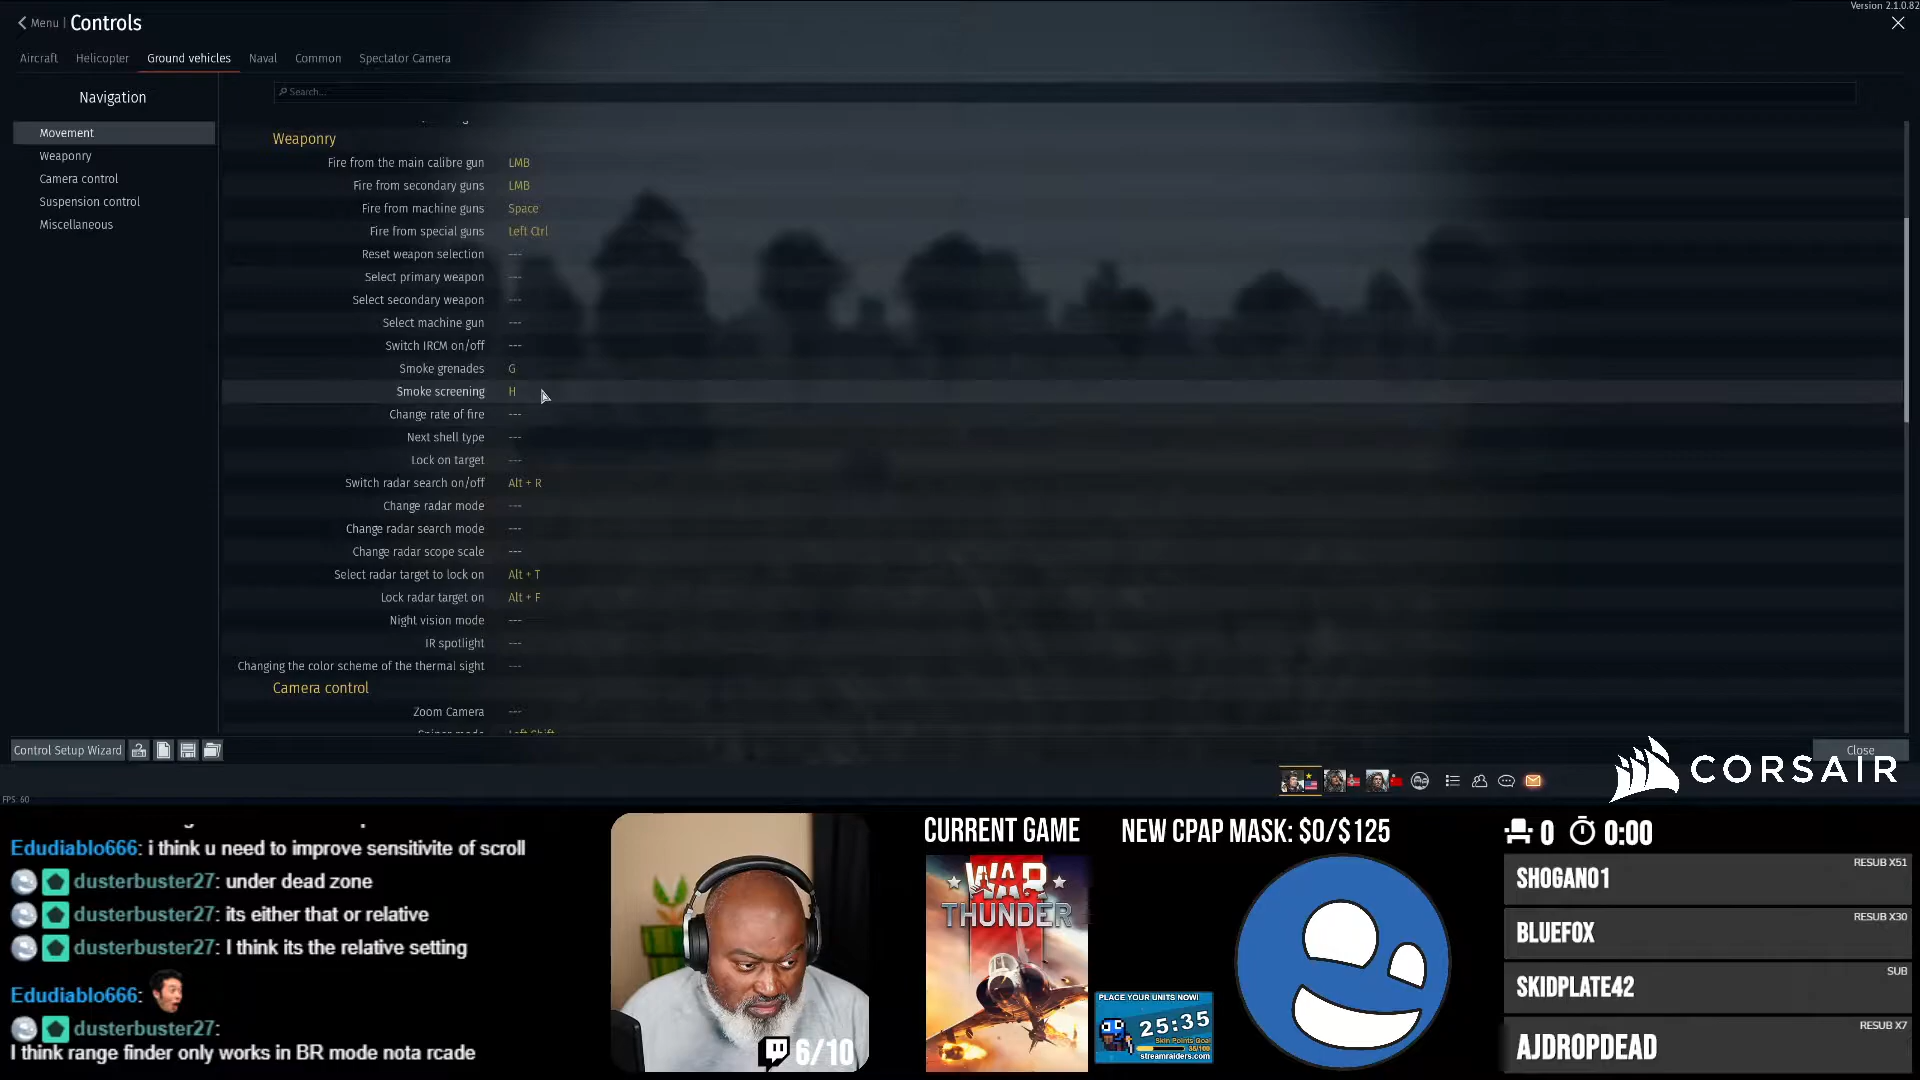 Version 2.1.0.82
Menu | Controls
Aircraft Helicopter Ground vehicles Naval Common Spectator Camera
Navigation
Movement
Weaponry
Camera control
Suspension control
Miscellaneous
Search...
Weaponry
Fire from the main calibre gun LMB
Fire from secondary guns LMB
Fire from machine guns Space
Fire from special guns Left Ctrl
Reset weapon selection ---
Select primary weapon ---
Select secondary weapon ---
Select machine gun ---
Switch IRCM on/off ---
Smoke grenades G
Smoke screening H
Change rate of fire ---
Next shell type ---
Lock on target ---
Switch radar search on/off Alt + R
Change radar mode ---
Change radar search mode ---
Change radar scope scale ---
Select radar target to lock on Alt + T
Lock radar target on Alt + F
Night vision mode ---
IR spotlight ---
Changing the color scheme of the thermal sight ---
Camera control
Zoom Camera ---
Sniper mode Left Shift
Control Setup Wizard
Close
CORSAIR
FPS: 60
Edudiablo666: i think u need to improve sensitivite of scroll
dusterbuster27: under dead zone
dusterbuster27: its either that or relative
dusterbuster27: I think its the relative setting
Edudiablo666:
dusterbuster27:
I think range finder only works in BR mode nota rcade
6/10
CURRENT GAME
WAR
THUNDER
NEW CPAP MASK: $0/$125
PLACE YOUR UNITS NOW!
25:35
Skin Points Goal
streamraiders.com
0 0:00
RESUB X51
SHOGAN01
RESUB X30
BLUEFOX
SUB
SKIDPLATE42
RESUB X7
AJDROPDEAD